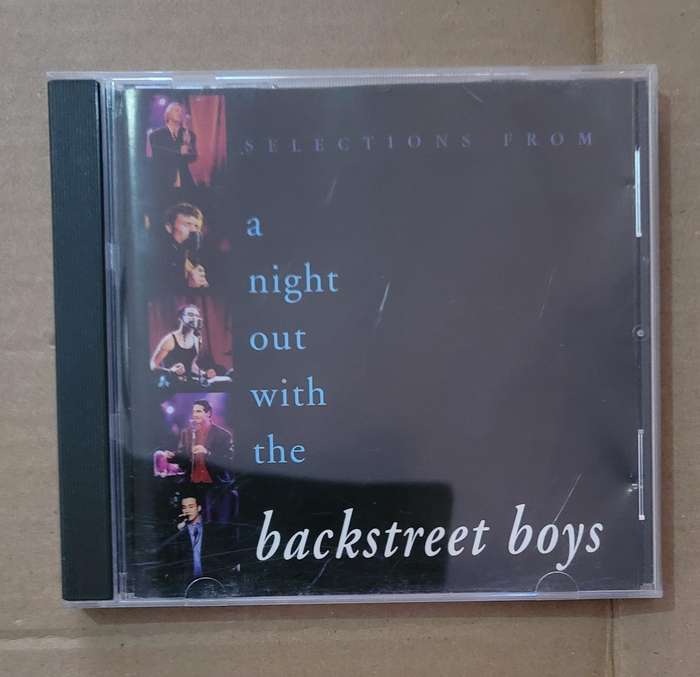 SELECTIONS FROM
a
night
out
with
the
backstreet boys